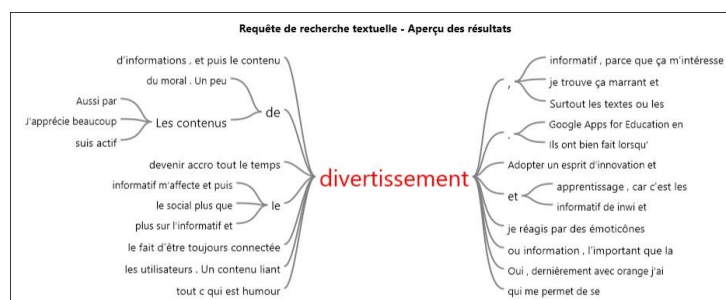 Requête de recherche textuelle - Aperçu des résultats
d'informations , et puis le contenu
du moral . Un peu
Aussi par
J'apprécie beaucoup
suis actif
Les contenus
de
devenir accro tout le temps
informatif m'affecte et puis
le social plus que
plus sur l'informatif et
le
le fait d'être toujours connectée
les utilisateurs . Un contenu liant
tout c qui est humour
divertissement
,
informatif , parce que ça m'intéresse
je trouve ça marrant et
Surtout les textes ou les
.
Google Apps for Education en
Ils ont bien fait lorsqu'
Adopter un esprit d'innovation et
et
apprentissage , car c'est les
informatif de inwi et
je réagis par des émoticônes
ou information , l'important que la
Oui , dernièrement avec orange j'ai
qui me permet de se